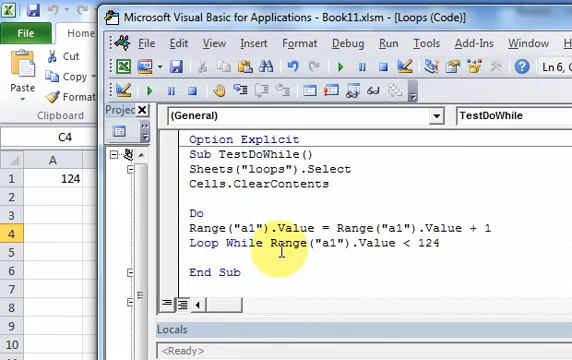 Microsoft Visual Basic for Applications - Book11.xlsm - [Loops (Code)]
File
Home
File Edit View Insert Format Debug Run Tools Add-Ins Window
Cut
Copy
Paste
Format
Clipboard
Ln 6,
C4
Projec
X
(General)
TestDoWhile
A
1 124
2
3
4
5
6
7
8
9
10
11
12
Option Explicit
Sub TestDoWhile()
Sheets("loops").Select
Cells.ClearContents
Do
Range("a1").Value = Range("a1").Value + 1
Loop While Range("a1").Value < 124
End Sub
Locals
<Ready>